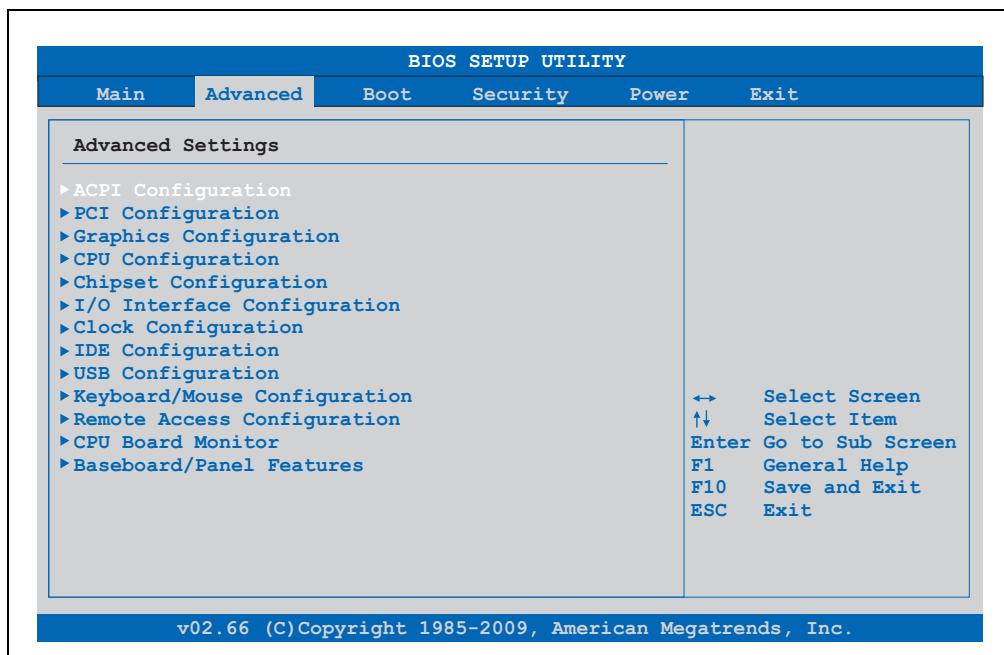 BIOS SETUP UTILITY
Main Advanced Boot Security Power Exit
Advanced Settings
ACPI Configuration
PCI Configuration
Graphics Configuration
CPU Configuration
Chipset Configuration
I/O Interface Configuration
Clock Configuration
IDE Configuration
USB Configuration
Keyboard/Mouse Configuration
Remote Access Configuration
CPU Board Monitor
Baseboard/Panel Features
↔ Select Screen
↑↓ Select Item
Enter Go to Sub Screen
F1 General Help
F10 Save and Exit
ESC Exit
v02.66 (C)Copyright 1985-2009, American Megatrends, Inc.